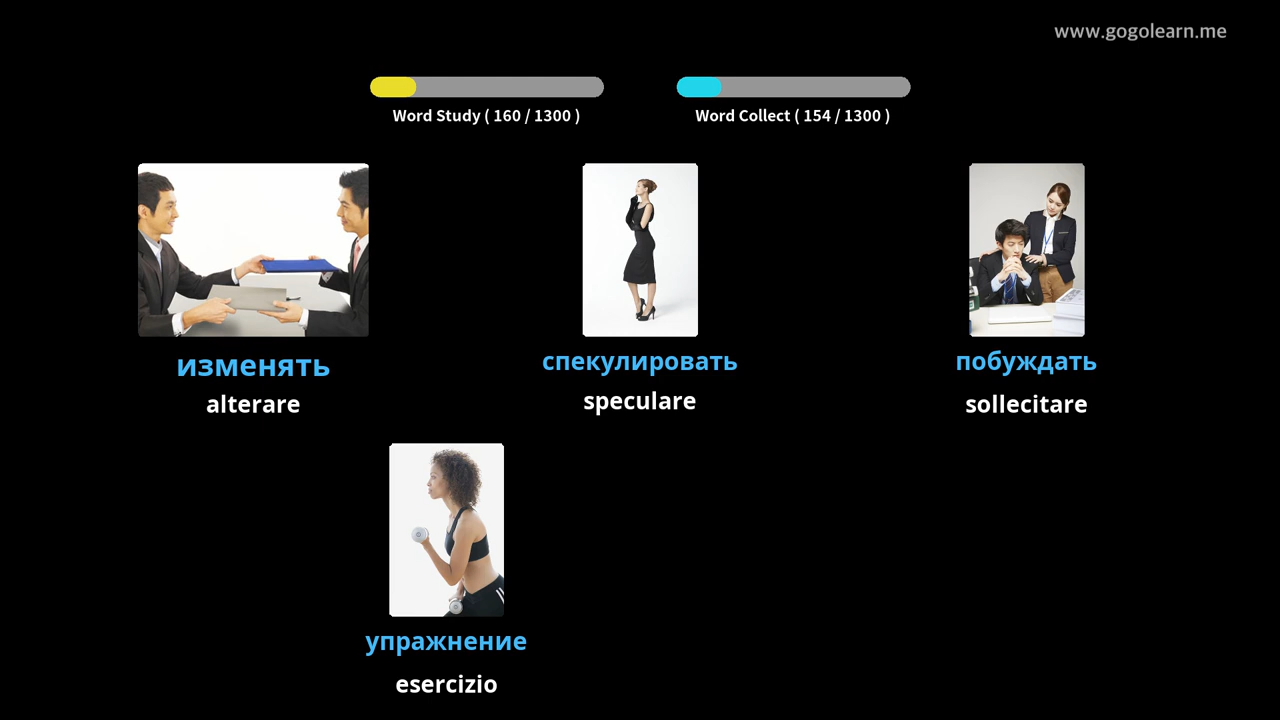 www.gogolearn.me
Word Study ( 160 / 1300 )
Word Collect ( 154 / 1300 )
изменять
alterare
спекулировать
speculare
побуждать
sollecitare
упражнение
esercizio